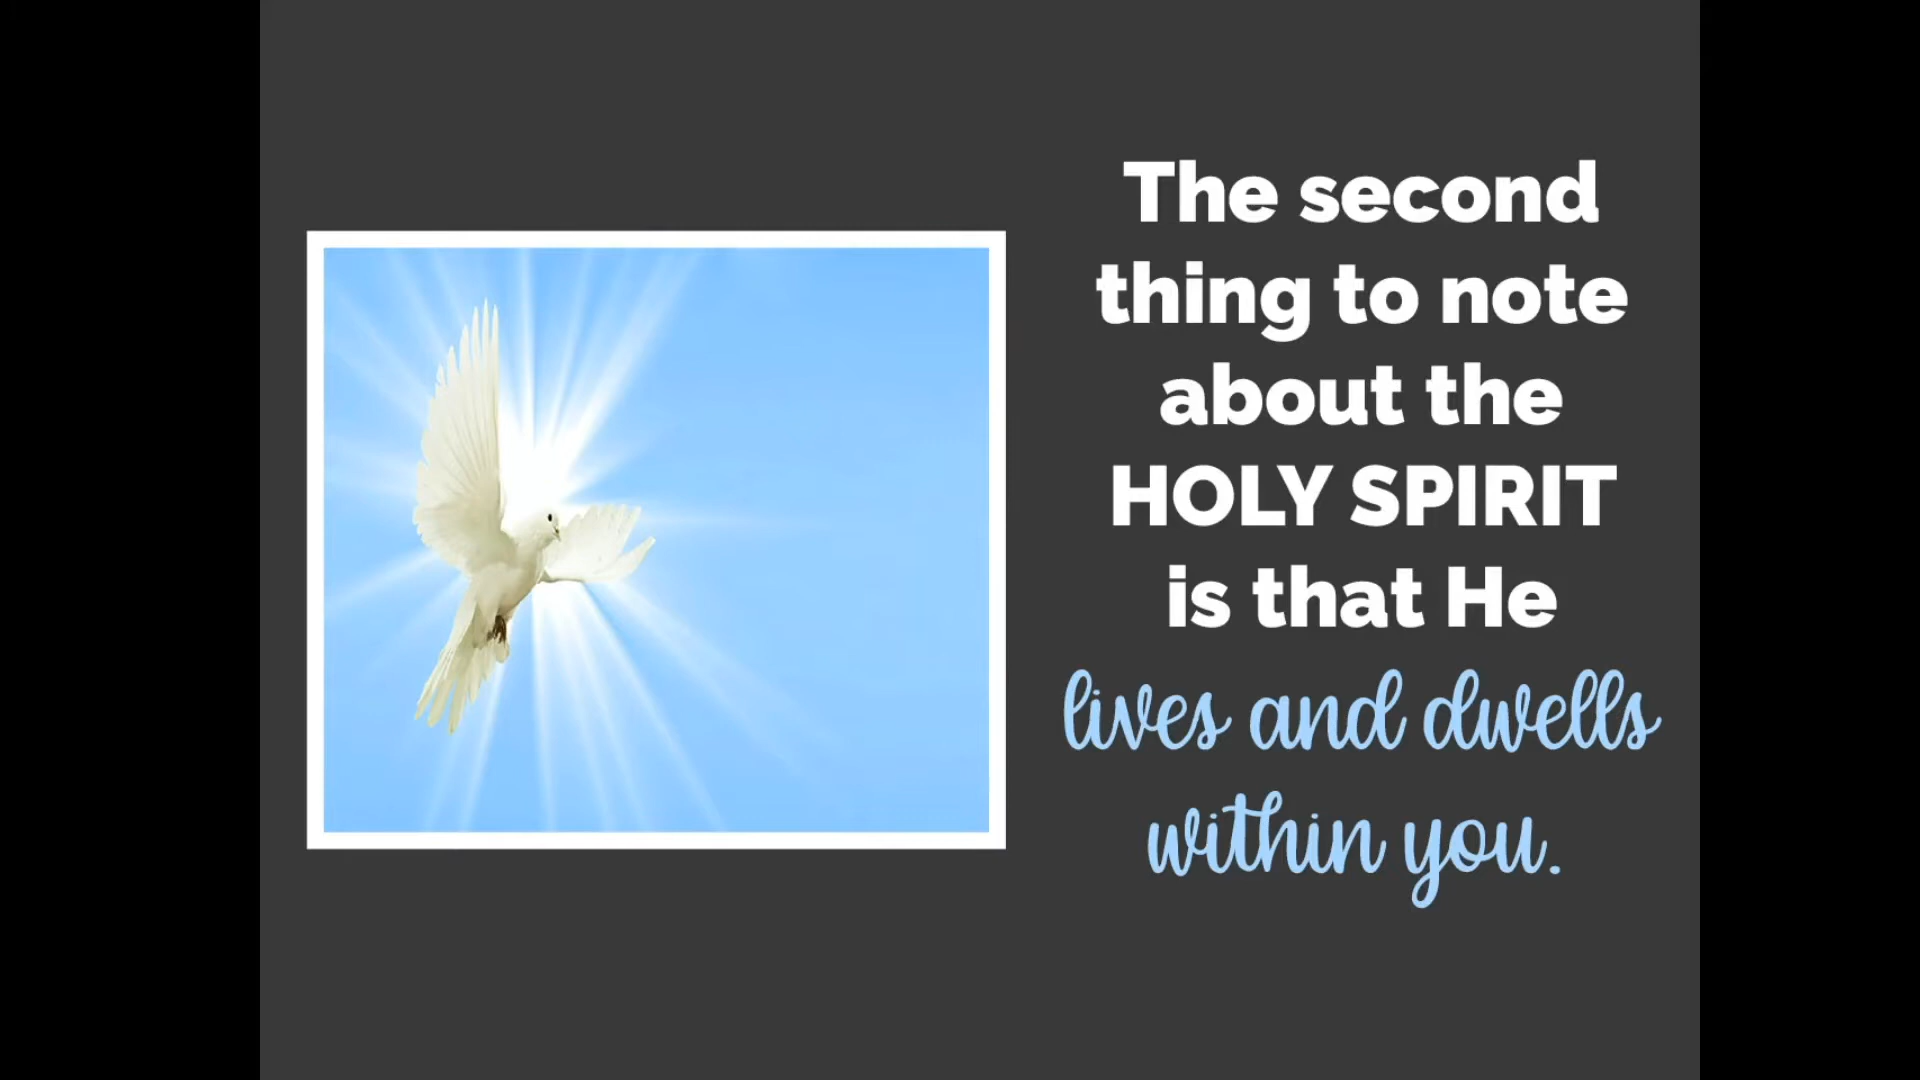 The second
thing to note
about the
HOLY SPIRIT
is that He
lives and dwells
within you.